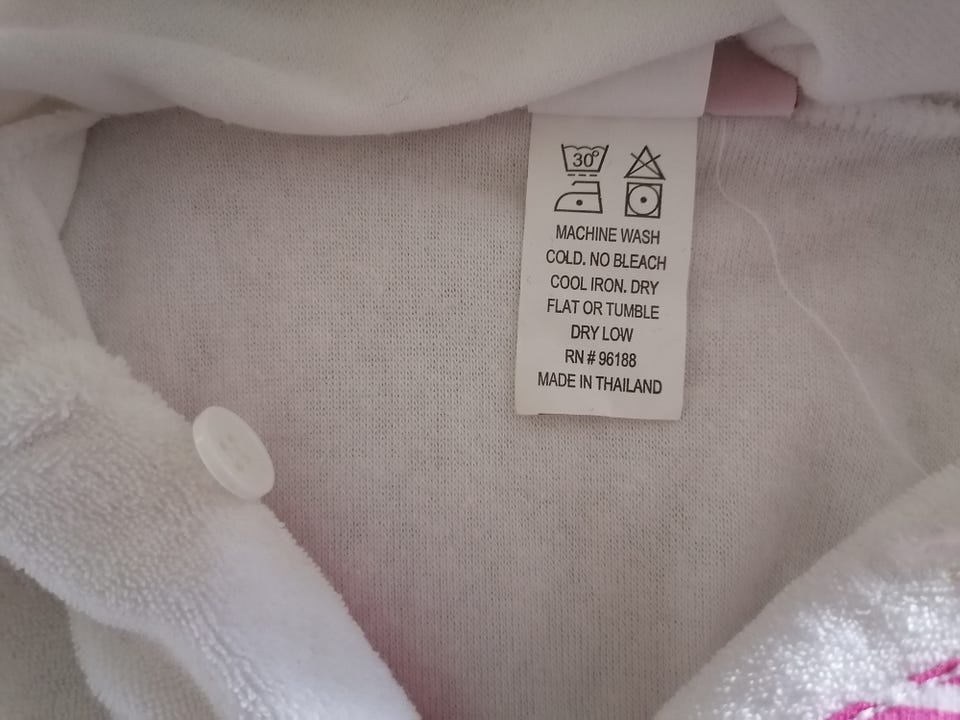 30°
MACHINE WASH
COLD. NO BLEACH
COOL IRON. DRY
FLAT OR TUMBLE
DRY LOW
RN # 96188
MADE IN THAILAND